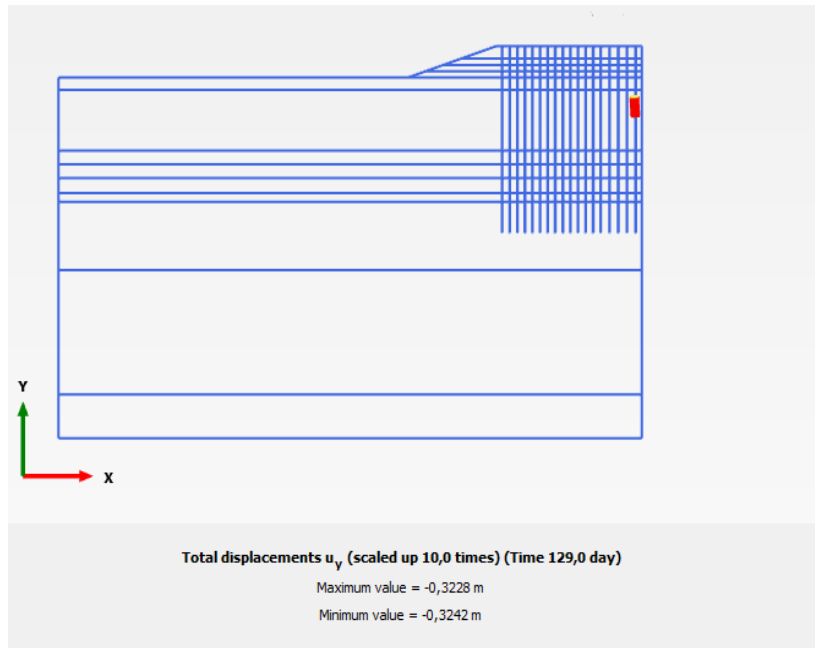 Y
X
Total displacements u_y (scaled up 10,0 times) (Time 129,0 day)
Maximum value = -0,3228 m
Minimum value = -0,3242 m